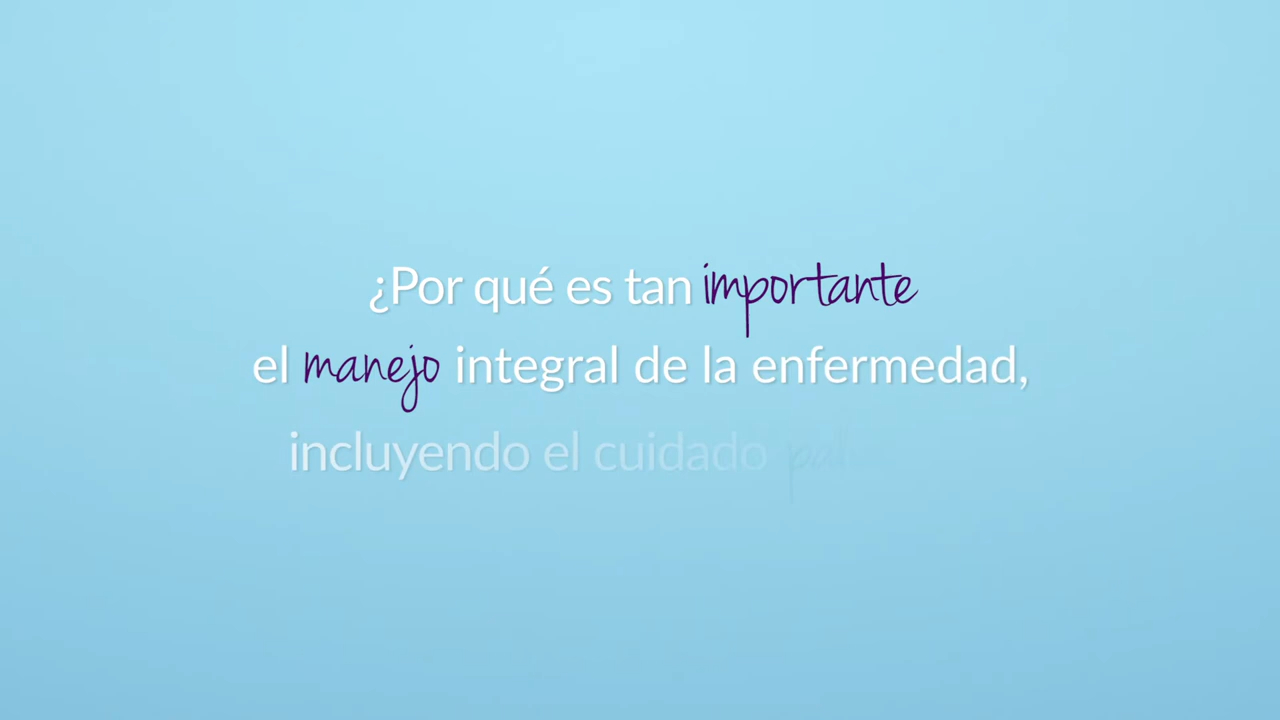 ¿Por qué es tan importante
el manejo integral de la enfermedad,
incluyendo el cuidado